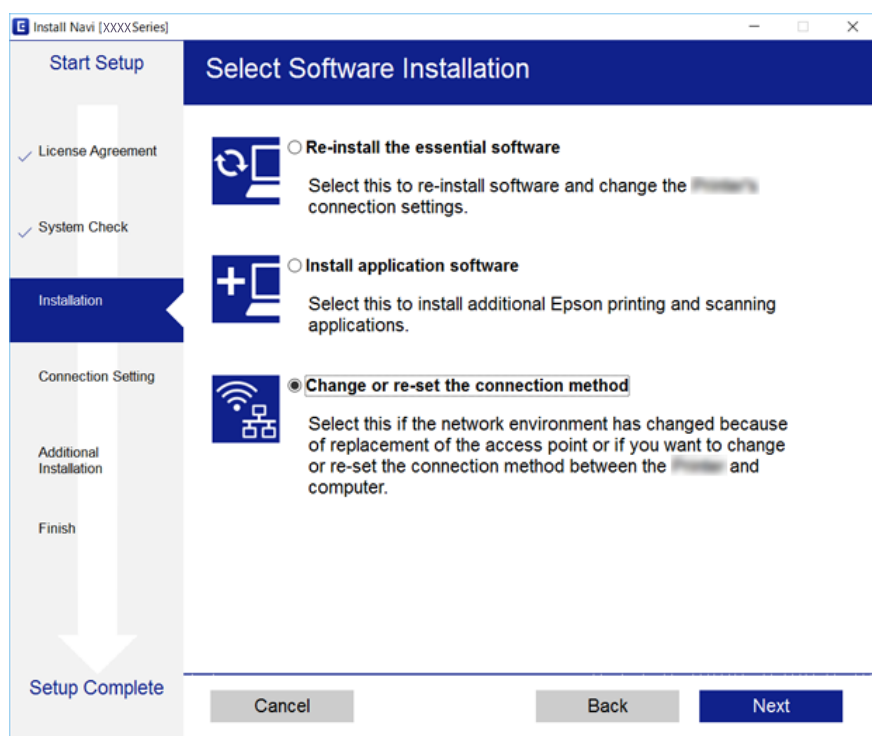 Install Navi [XXXX Series]
Start Setup
License Agreement
System Check
Installation
Connection Setting
Additional
Installation
Finish
Setup Complete
Select Software Installation
Re-install the essential software
Select this to re-install software and change the
connection settings.
Install application software
Select this to install additional Epson printing and scanning
applications.
Change or re-set the connection method
Select this if the network environment has changed because
of replacement of the access point or if you want to change
or re-set the connection method between the and
computer.
Cancel
Back
Next